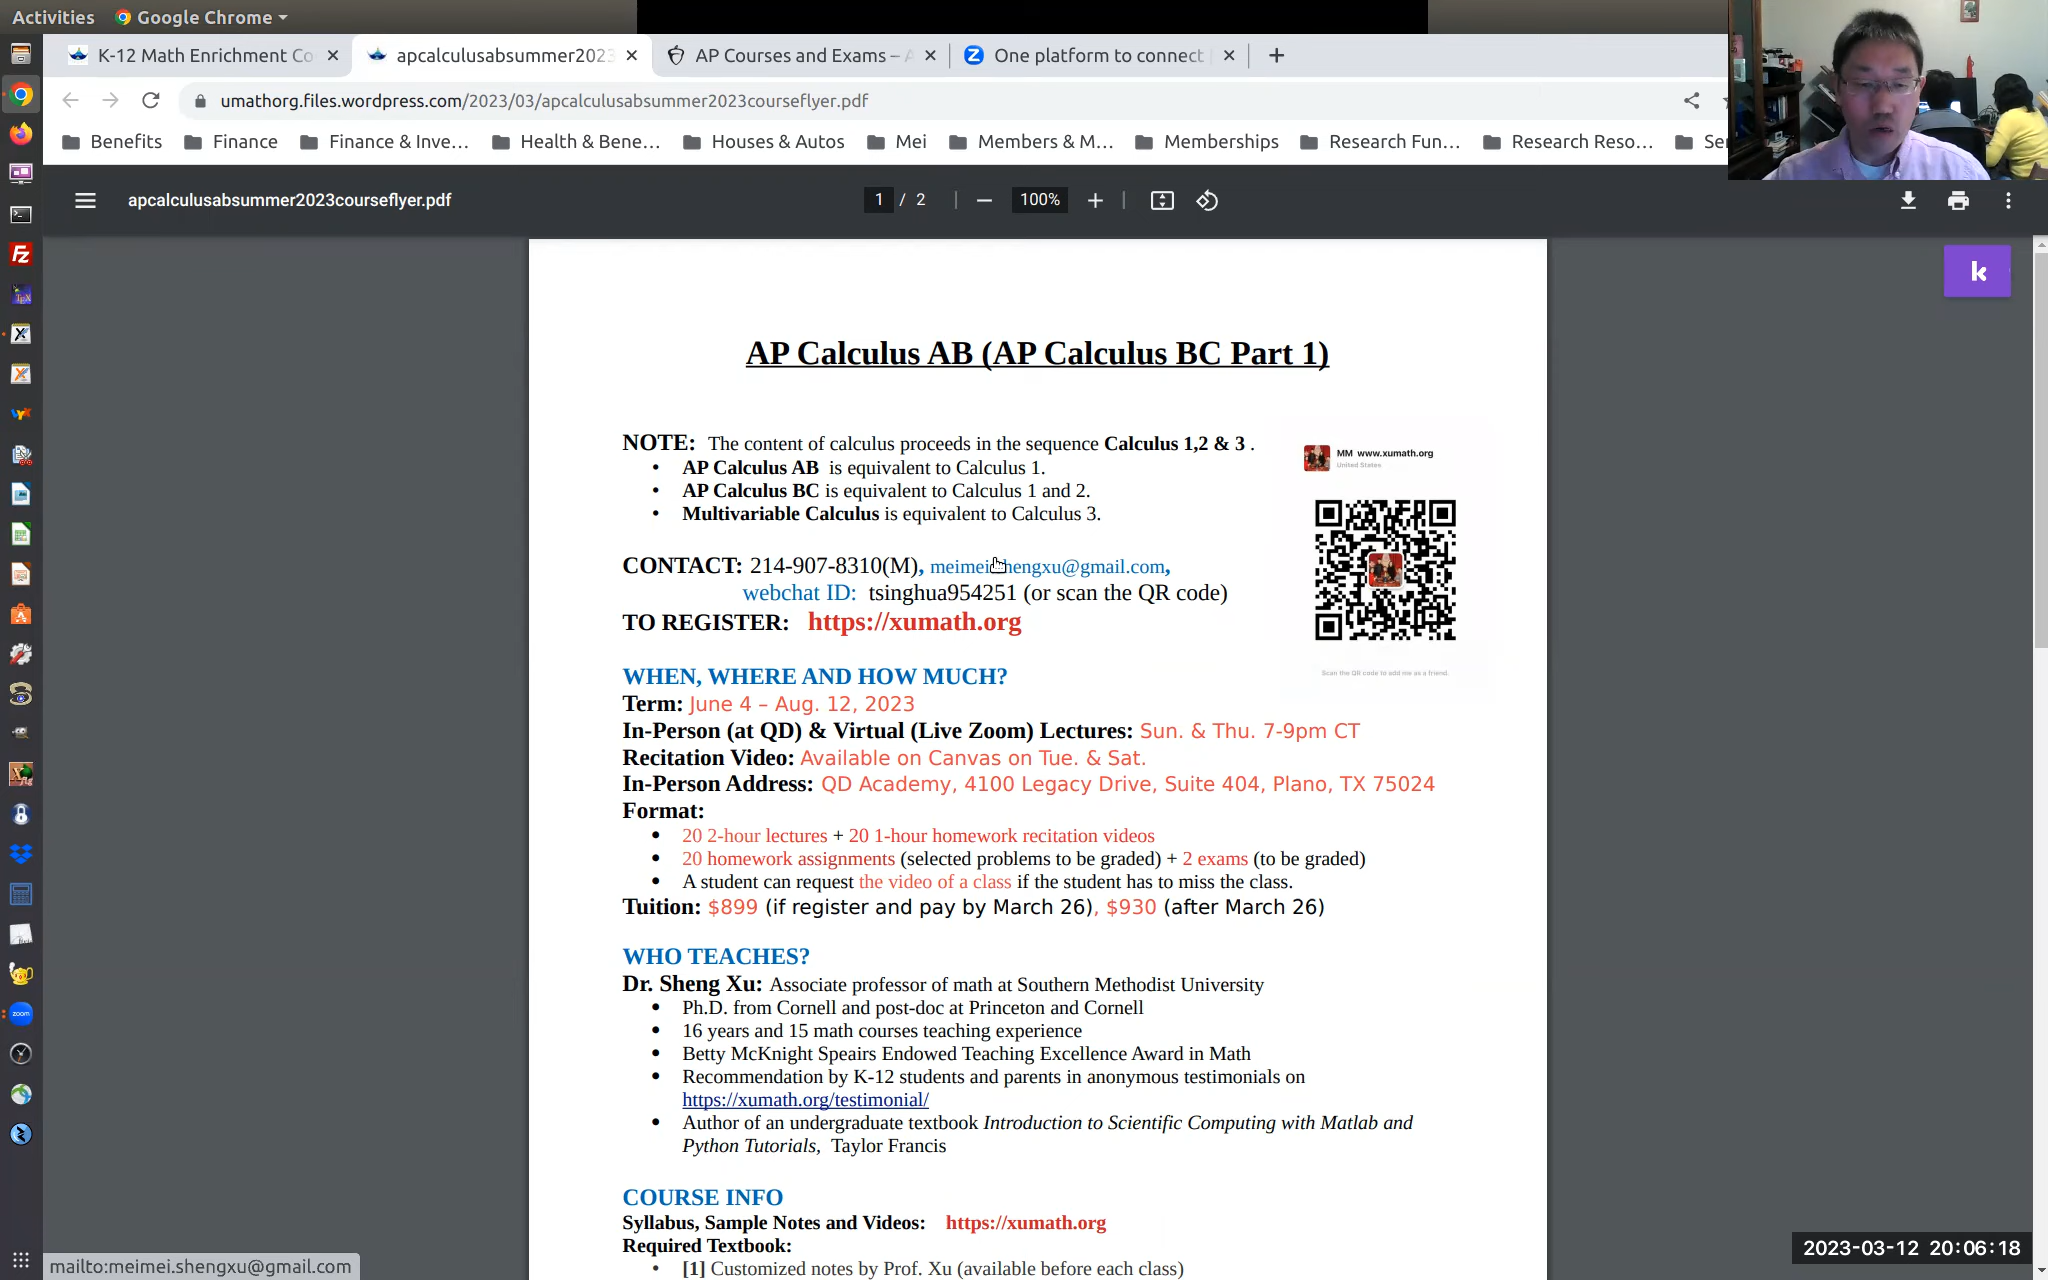 Activities
Google Chrome
K-12 Math Enrichment Co
apcalculusabsummer2023
AP Courses and Exams –
One platform to connect
umathorg.files.wordpress.com/2023/03/apcalculusabsummer2023courseflyer.pdf
Benefits
Finance
Finance & Inve...
Health & Bene...
Houses & Autos
Mei
Members & M...
Memberships
Research Fun...
Research Reso...
apcalculusabsummer2023courseflyer.pdf
1 / 2
100%
k
AP Calculus AB (AP Calculus BC Part 1)
NOTE: The content of calculus proceeds in the sequence Calculus 1,2 & 3 .
• AP Calculus AB is equivalent to Calculus 1.
• AP Calculus BC is equivalent to Calculus 1 and 2.
• Multivariable Calculus is equivalent to Calculus 3.
MM www.xumath.org
United States
CONTACT: 214-907-8310(M), meimei.shengxu@gmail.com,
webchat ID: tsinghua954251 (or scan the QR code)
TO REGISTER: https://xumath.org
Scan the QR code to add me as a friend.
WHEN, WHERE AND HOW MUCH?
Term: June 4 – Aug. 12, 2023
In-Person (at QD) & Virtual (Live Zoom) Lectures: Sun. & Thu. 7-9pm CT
Recitation Video: Available on Canvas on Tue. & Sat.
In-Person Address: QD Academy, 4100 Legacy Drive, Suite 404, Plano, TX 75024
Format:
• 20 2-hour lectures + 20 1-hour homework recitation videos
• 20 homework assignments (selected problems to be graded) + 2 exams (to be graded)
• A student can request the video of a class if the student has to miss the class.
Tuition: $899 (if register and pay by March 26), $930 (after March 26)
WHO TEACHES?
Dr. Sheng Xu: Associate professor of math at Southern Methodist University
• Ph.D. from Cornell and post-doc at Princeton and Cornell
• 16 years and 15 math courses teaching experience
• Betty McKnight Speairs Endowed Teaching Excellence Award in Math
• Recommendation by K-12 students and parents in anonymous testimonials on
https://xumath.org/testimonial/
• Author of an undergraduate textbook Introduction to Scientific Computing with Matlab and
Python Tutorials, Taylor Francis
COURSE INFO
Syllabus, Sample Notes and Videos: https://xumath.org
Required Textbook:
• [1] Customized notes by Prof. Xu (available before each class)
mailto:meimei.shengxu@gmail.com
2023-03-12 20:06:18